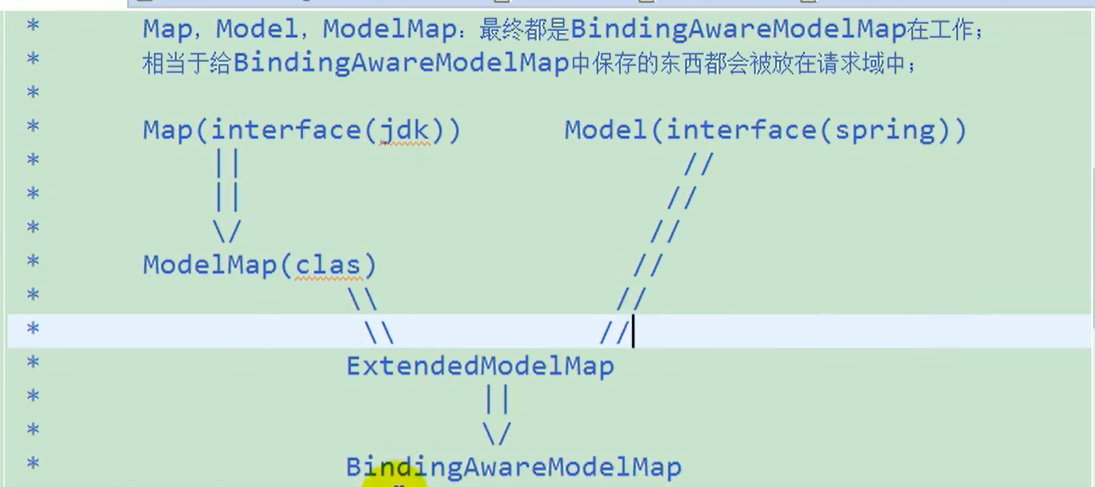 * Map，Model，ModelMap：最终都是BindingAwareModelMap在工作；
* 相当于给BindingAwareModelMap中保存的东西都会被放在请求域中；
*
* Map(interface(jdk)) Model(interface(spring))
* || //
* || //
* \/ //
* ModelMap(clas) //
* \\ //
* \\ //
* ExtendedModelMap
* ||
* \/
* BindingAwareModelMap